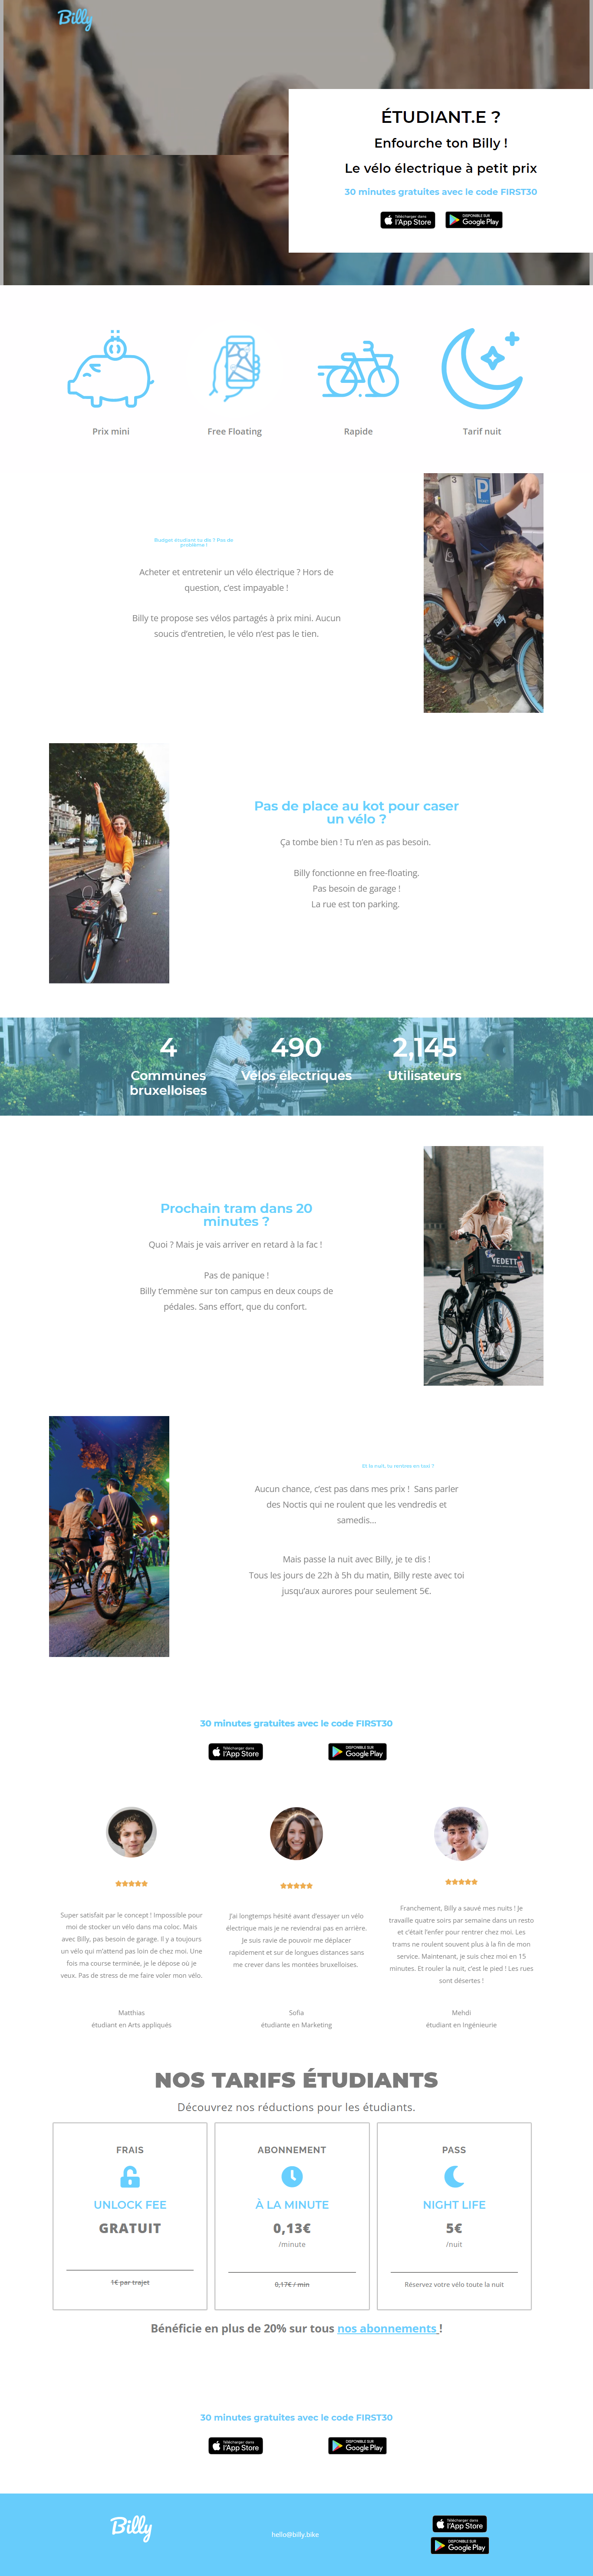 Billy
ÉTUDIANT.E ?
Enfourche ton Billy !
Le vélo électrique à petit prix
30 minutes gratuites avec le code FIRST30
Télécharger dans
l'App Store
DISPONIBLE SUR
Google Play
Prix mini
Free Floating
Rapide
Tarif nuit
Budget étudiant tu dis ? Pas de
problème !
Acheter et entretenir un vélo électrique ? Hors de
question, c'est impayable !
Billy te propose ses vélos partagés à prix mini. Aucun
soucis d'entretien, le vélo n'est pas le tien.
3
P
Pas de place au kot pour caser
un vélo ?
Ça tombe bien ! Tu n'en as pas besoin.
Billy fonctionne en free-floating.
Pas besoin de garage !
La rue est ton parking.
4
Communes
bruxelloises
490
Vélos électriques
2,145
Utilisateurs
Prochain tram dans 20
minutes ?
Quoi ? Mais je vais arriver en retard à la fac !
Pas de panique !
Billy t'emmène sur ton campus en deux coups de
pédales. Sans effort, que du confort.
VEDETT
Aucun chance, c'est pas dans mes prix !  Sans parler
des Noctis qui ne roulent que les vendredis et
samedis...
Mais passe la nuit avec Billy, je te dis !
Tous les jours de 22h à 5h du matin, Billy reste avec toi
jusqu'aux aurores pour seulement 5€.
30 minutes gratuites avec le code FIRST30
Télécharger dans
l'App Store
DISPONIBLE SUR
Google Play
Super satisfait par le concept ! Impossible pour
moi de stocker un vélo dans ma coloc. Mais
avec Billy, pas besoin de garage. Il y a toujours
un vélo qui m'attend pas loin de chez moi. Une
fois ma course terminée, je le dépose où je
veux. Pas de stress de me faire voler mon vélo.
Matthias
étudiant en Arts appliqués
J'ai longtemps hésité avant d'essayer un vélo
électrique mais je ne reviendrai pas en arrière.
Je suis ravie de pouvoir me déplacer
rapidement et sur de longues distances sans
me crever dans les montées bruxelloises.
Sofia
étudiante en Marketing
Franchement, Billy a sauvé mes nuits ! Je
travaille quatre soirs par semaine dans un resto
et c'était l'enfer pour rentrer chez moi. Les
trams ne roulent souvent plus à la fin de mon
service. Maintenant, je suis chez moi en 15
minutes. Et rouler la nuit, c'est le pied ! Les rues
sont désertes !
Mehdi
étudiant en Ingénieurie
NOS TARIFS ÉTUDIANTS
Découvrez nos réductions pour les étudiants.
FRAIS
UNLOCK FEE
GRATUIT
1€ par trajet
ABONNEMENT
À LA MINUTE
0,13€
/minute
0,17€ / min
PASS
NIGHT LIFE
5€
/nuit
Réservez votre vélo toute la nuit
Bénéficie en plus de 20% sur tous nos abonnements !
30 minutes gratuites avec le code FIRST30
Télécharger dans
l'App Store
DISPONIBLE SUR
Google Play
Billy
hello@billy.bike
Télécharger dans
l'App Store
DISPONIBLE SUR
Google Play